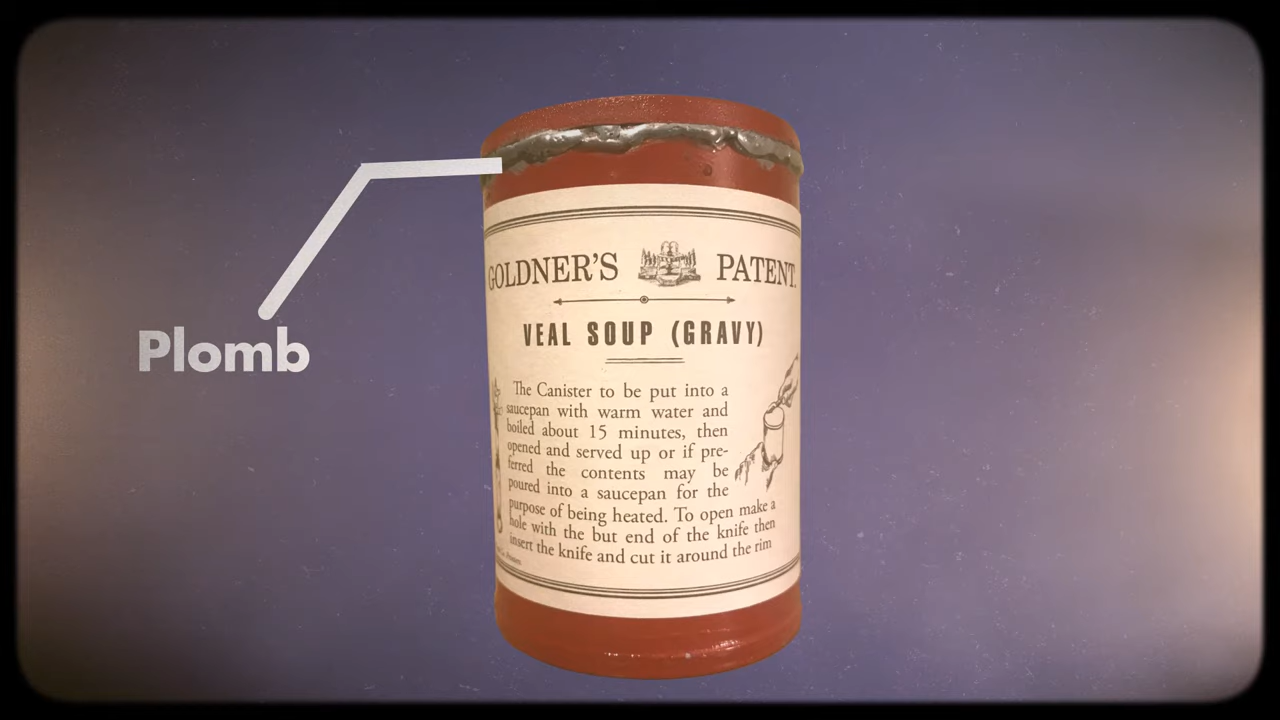 Plomb
GOLDNER'S PATENT.
VEAL SOUP (GRAVY)
The Canister to be put into a
saucepan with warm water and
boiled about 15 minutes, then
opened and served up or if pre-
ferred the contents may be
poured into a saucepan for the
purpose of being heated. To open make a
hole with the but end of the knife then
insert the knife and cut it around the rim